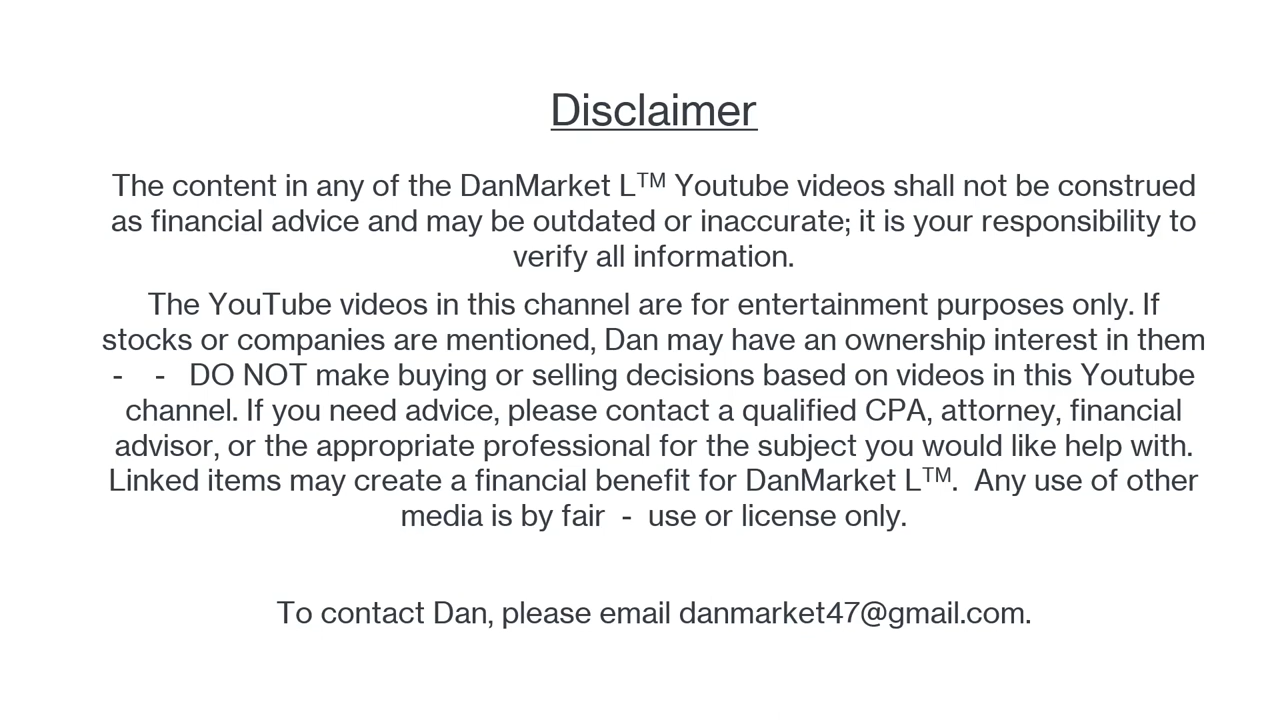 Disclaimer
The content in any of the DanMarket L™ Youtube videos shall not be construed
as financial advice and may be outdated or inaccurate; it is your responsibility to
verify all information.
The YouTube videos in this channel are for entertainment purposes only. If
stocks or companies are mentioned, Dan may have an ownership interest in them
- - DO NOT make buying or selling decisions based on videos in this Youtube
channel. If you need advice, please contact a qualified CPA, attorney, financial
advisor, or the appropriate professional for the subject you would like help with.
Linked items may create a financial benefit for DanMarket L™. Any use of other
media is by fair - use or license only.
To contact Dan, please email danmarket47@gmail.com.